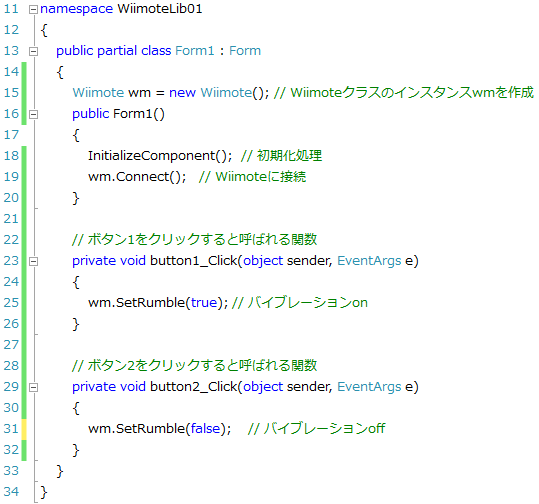 11 namespace WiimoteLib01
12 {
13 public partial class Form1 : Form
14 {
15 Wiimote wm = new Wiimote(); // WiimoteクラスのインスタンスwmをÏ作成
16 public Form1()
17 {
18 InitializeComponent(); // 初期化処理
19 wm.Connect(); // Wiimoteに接続
20 }
21
22 // ボタン1をクリックすると呼ばれる関数
23 private void button1_Click(object sender, EventArgs e)
24 {
25 wm.SetRumble(true); // バイブレーションon
26 }
27
28 // ボタン2をクリックすると呼ばれる関数
29 private void button2_Click(object sender, EventArgs e)
30 {
31 wm.SetRumble(false); // バイブレーションoff
32 }
33 }
34 }